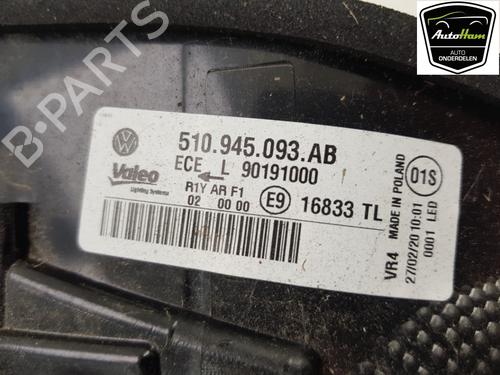 AutoHam
AUTO
ONDERDELEN
B-PARTS
510.945.093.AB
ECE L 90191000
Valeo
Lighting Systems
R1Y AR F1
02 00 00
E9 16833 TL
VR4 MADE IN POLAND
27/02/20 10:01
0001 LED
01S